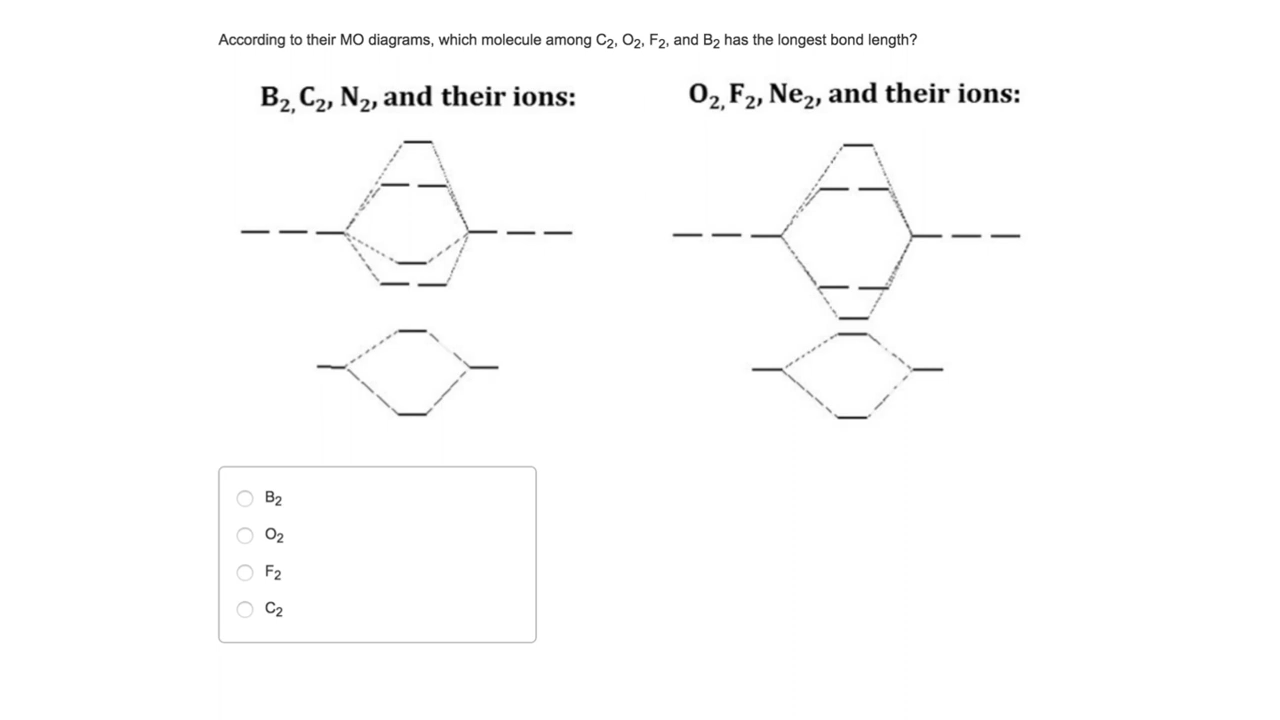 According to their MO diagrams, which molecule among C₂, O₂, F₂, and B₂ has the longest bond length?
B₂, C₂, N₂, and their ions:
O₂, F₂, Ne₂, and their ions:
B₂
O₂
F₂
C₂